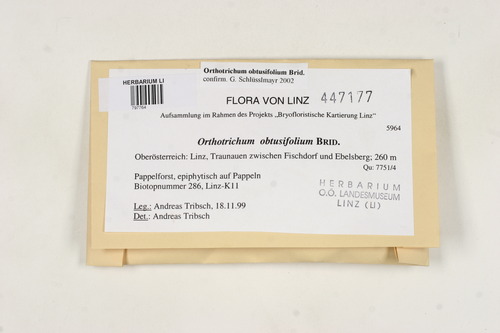 Orthotrichum obtusifolium Brid.
confirm. G. Schlüsslmayr 2002
HERBARIUM LI
797764
FLORA VON LINZ 447177
Aufsammlung im Rahmen des Projekts „Bryofloristische Kartierung Linz“
5964
Orthotrichum obtusifolium BRID.
Oberösterreich: Linz, Traunauen zwischen Fischdorf und Ebelsberg; 260 m
Qu: 7751/4
Pappelforst, epiphytisch auf Pappeln
Biotopnummer 286, Linz-K11
HERBARIUM
O.Ö. LANDESMUSEUM
LINZ (LI)
Leg.: Andreas Tribsch, 18.11.99
Det.: Andreas Tribsch